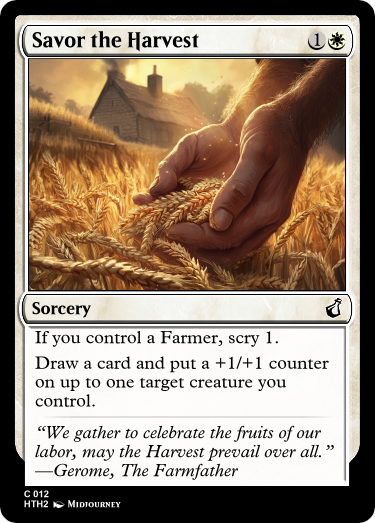 Savor the Harvest 1
Sorcery
If you control a Farmer, scry 1.
Draw a card and put a +1/+1 counter
on up to one target creature you
control.
“We gather to celebrate the fruits of our
labor, may the Harvest prevail over all.”
—Gerome, The Farmfather
C 012
HTH2 Midjourney